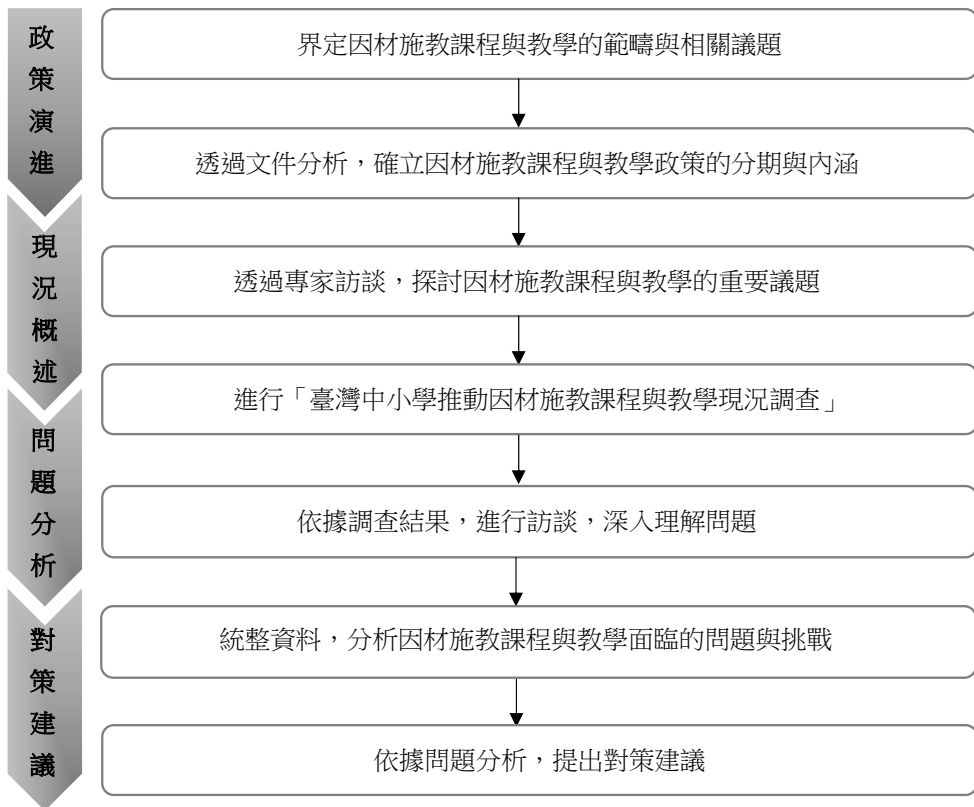 政策演進
界定因材施教課程與教學的範疇與相關議題
透過文件分析，確立因材施教課程與教學政策的分期與內涵
現況概述
透過專家訪談，探討因材施教課程與教學的重要議題
進行「臺灣中小學推動因材施教課程與教學現況調查」
問題分析
依據調查結果，進行訪談，深入理解問題
對策建議
統整資料，分析因材施教課程與教學面臨的問題與挑戰
依據問題分析，提出對策建議